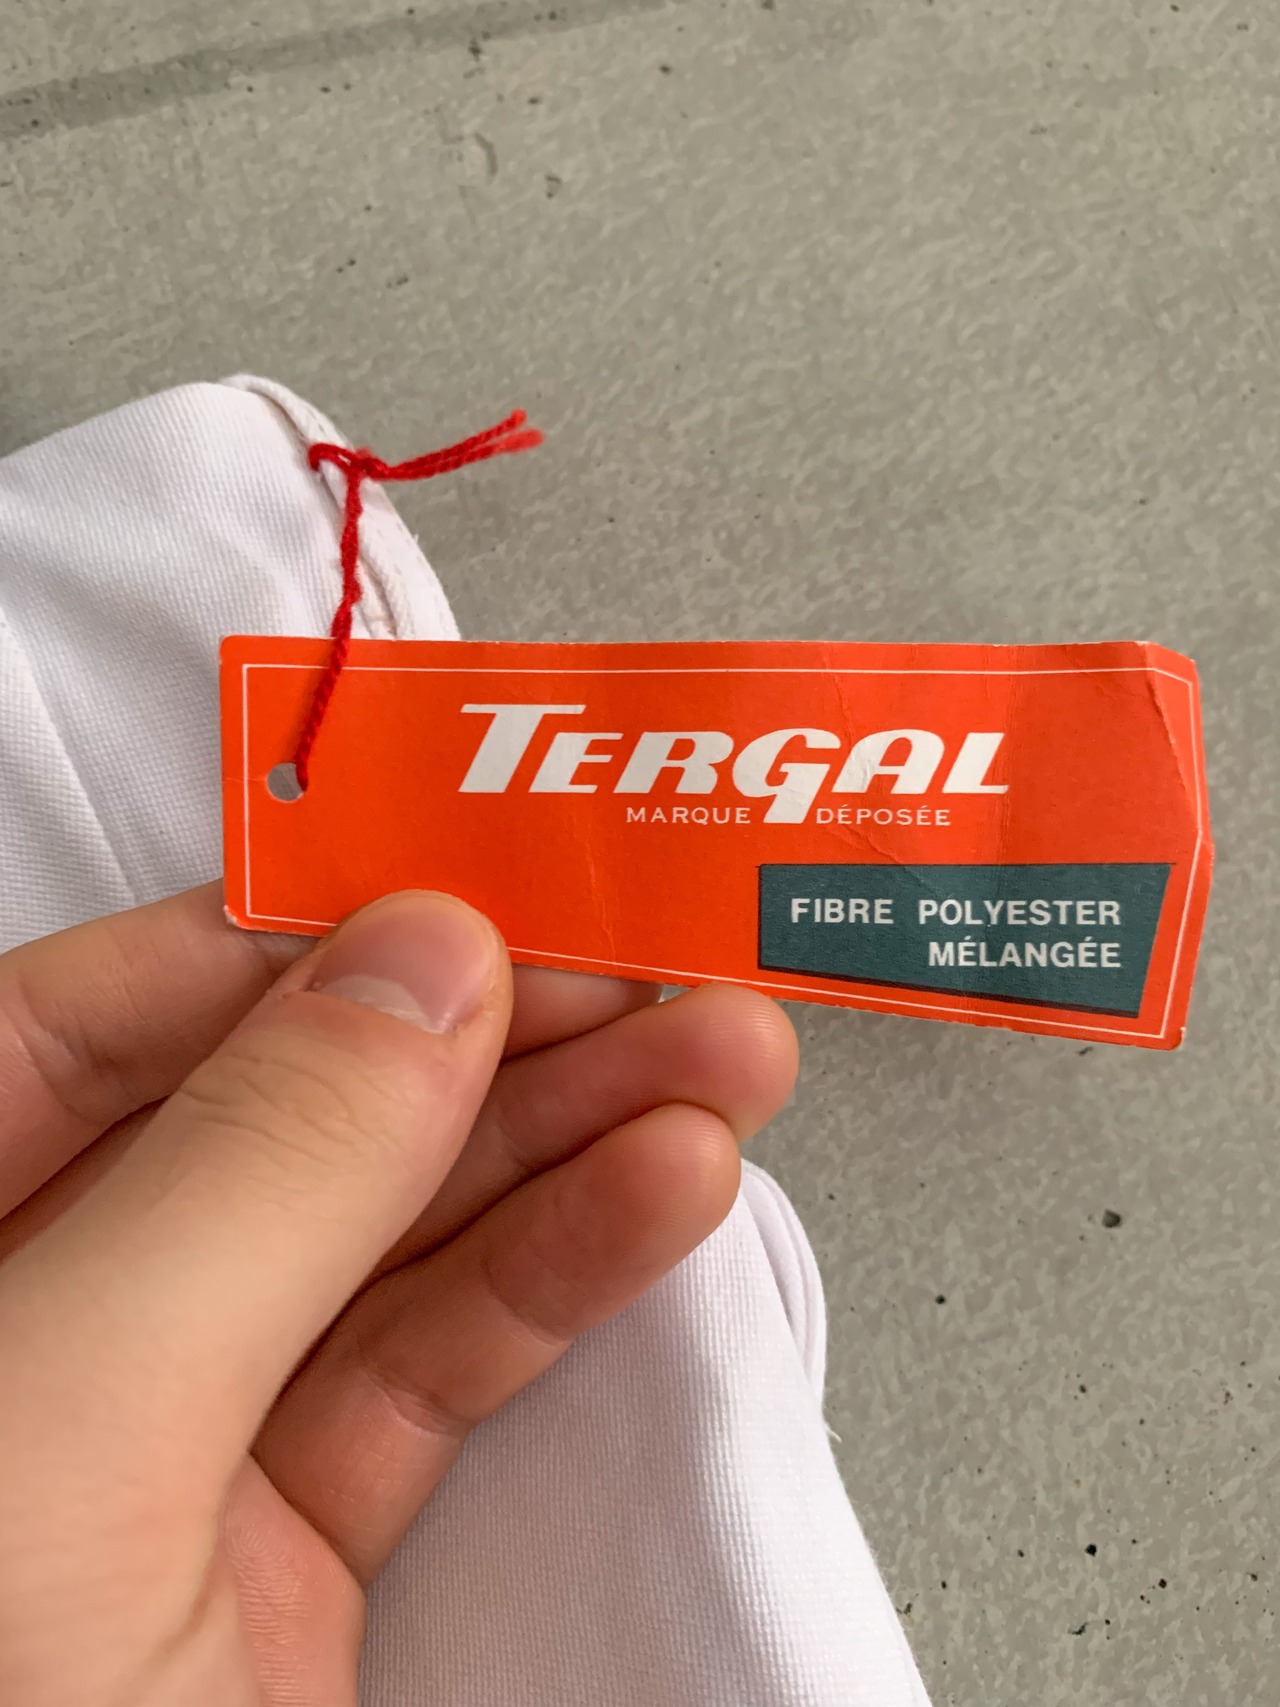 TERGAL
MARQUE DÉPOSÉE
FIBRE POLYESTER
MÉLANGÉE